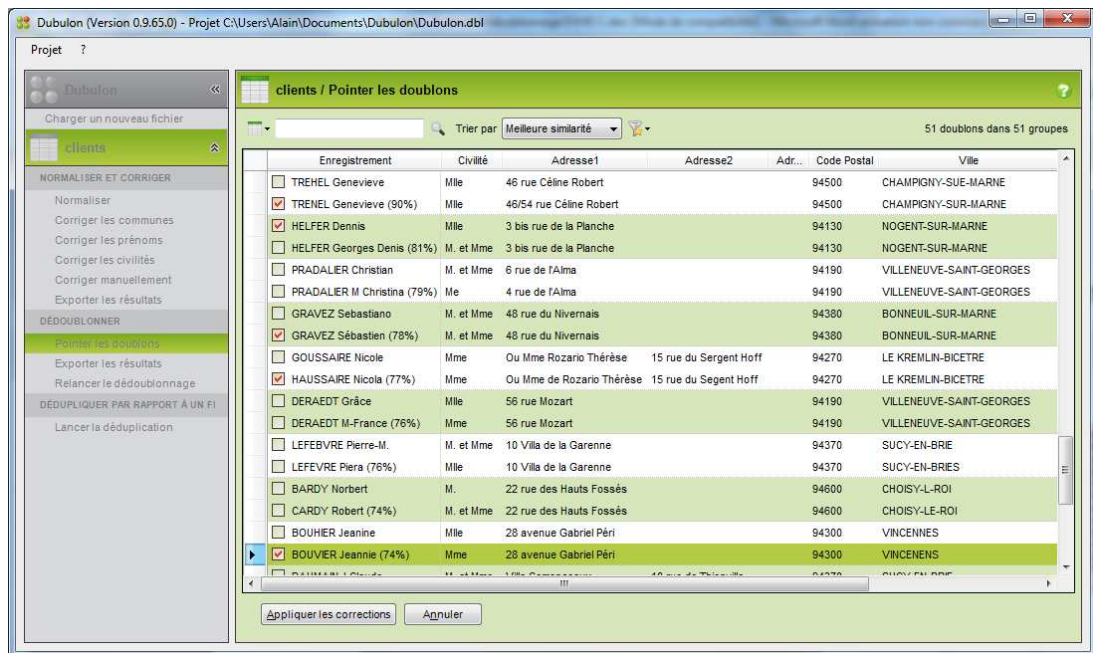 Dubulon (Version 0.9.65.0) - Projet C:\Users\Alain\Documents\Dubulon\Dubulon.dbl
Projet ?
Dubulon «
Charger un nouveau fichier
clients
NORMALISER ET CORRIGER
Normaliser
Corriger les communes
Corriger les prénoms
Corriger les civilités
Corriger manuellement
Exporter les résultats
DÉDOUBLONNER
Pointer les doublons
Exporter les résultats
Relancer le dédoublonnage
DÉDUPLIQUER PAR RAPPORT À UN FI
Lancer la déduplication
clients / Pointer les doublons ?
Trier par Meilleure similarité 51 doublons dans 51 groupes
Enregistrement Civilité Adresse1 Adresse2 Adr... Code Postal Ville
TREHEL Genevieve Mlle 46 rue Céline Robert 94500 CHAMPIGNY-SUE-MARNE
TRENEL Genevieve (90%) Mlle 46/54 rue Céline Robert 94500 CHAMPIGNY-SUR-MARNE
HELFER Dennis Mlle 3 bis rue de la Planche 94130 NOGENT-SUR-MARNE
HELFER Georges Denis (81%) M. et Mme 3 bis rue de la Planche 94130 NOGENT-SUR-MARNE
PRADALIER Christian M. et Mme 6 rue de l'Alma 94190 VILLENEUVE-SAINT-GEORGES
PRADALIER M Christina (79%) Me 4 rue de l'Alma 94190 VILLENEUVE-SAINT-GEORGES
GRAVEZ Sebastiano M. et Mme 48 rue du Nivernais 94380 BONNEUIL-SUR-MARNE
GRAVEZ Sébastien (78%) M. et Mme 48 rue du Nivernais 94380 BONNEUIL-SUR-MARNE
GOUSSAIRE Nicole Mme Ou Mme Rozario Thérèse 15 rue du Sergent Hoff 94270 LE KREMLIN-BICETRE
HAUSSAIRE Nicola (77%) Mme Ou Mme de Rozario Thérèse 15 rue du Segent Hoff 94270 LE KREMLIN-BICETRE
DERAEDT Grâce Mlle 56 rue Mozart 94190 VILLENEUVE-SAINT-GEORGES
DERAEDT M-France (76%) Mme 56 rue Mozart 94190 VILLENEUVE-SAINT-GEORGES
LEFEBVRE Pierre-M. M. et Mme 10 Villa de la Garenne 94370 SUCY-EN-BRIE
LEFEVRE Piera (76%) Mlle 10 Villa de la Garenne 94370 SUCY-EN-BRIES
BARDY Norbert M. 22 rue des Hauts Fossés 94600 CHOISY-L-ROI
CARDY Robert (74%) M. et Mme 22 rue des Hauts Fossés 94600 CHOISY-LE-ROI
BOUHIER Jeanine Mlle 28 avenue Gabriel Péri 94300 VINCENNES
BOUVIER Jeannie (74%) Mme 28 avenue Gabriel Péri 94300 VINCENENS
Appliquer les corrections Annuler